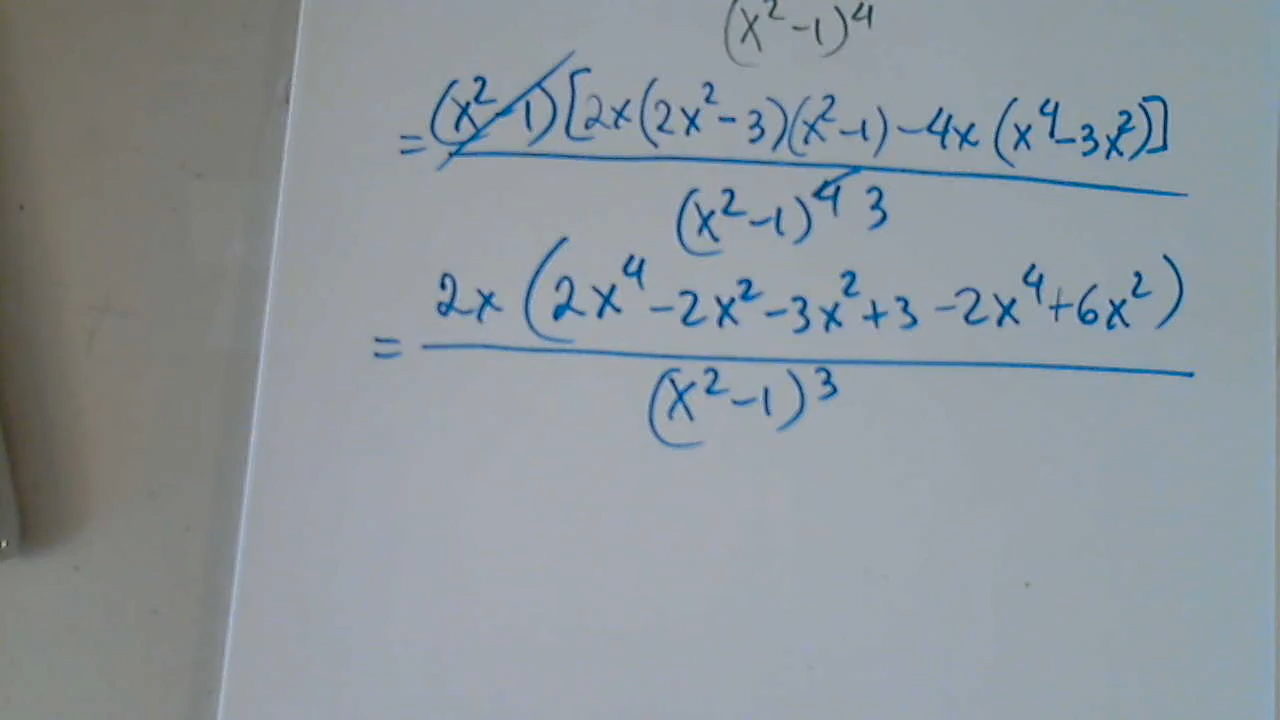 (x²-1)⁴
= (x²-1)[2x(2x²-3)(x²-1)-4x(x⁴-3x²)]
(x²-1)⁴ 3
= 2x(2x⁴-2x²-3x²+3-2x⁴+6x²)
(x²-1)³